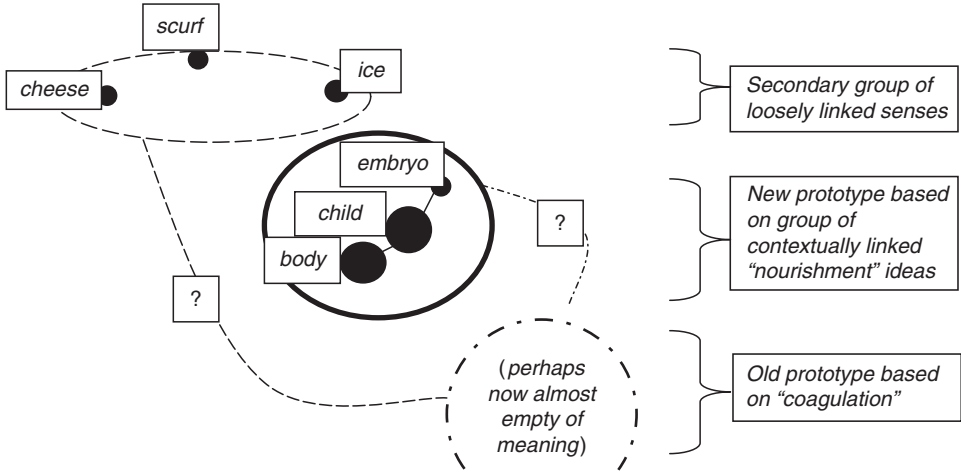 scurf
cheese
ice
embryo
child
body
?
?
(perhaps
now almost
empty of
meaning)
Secondary group of
loosely linked senses
New prototype based
on group of
contextually linked
“nourishment” ideas
Old prototype based
on “coagulation”